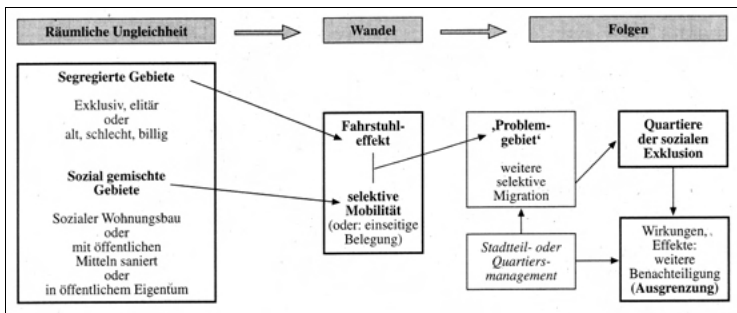 Räumliche Ungleichheit
Wandel
Folgen
Segregierte Gebiete
Exklusiv, elitär
oder
alt, schlecht, billig
Sozial gemischte
Gebiete
Sozialer Wohnungsbau
oder
mit öffentlichen
Mitteln saniert
oder
in öffentlichem Eigentum
Fahrstuhl-
effekt
selektive
Mobilität
(oder: einseitige
Belegung)
‚Problem-
gebiet‘
weitere
selektive
Migration
Stadtteil- oder
Quartiers-
management
Quartiere
der sozialen
Exklusion
Wirkungen,
Effekte:
weitere
Benachteiligung
(Ausgrenzung)